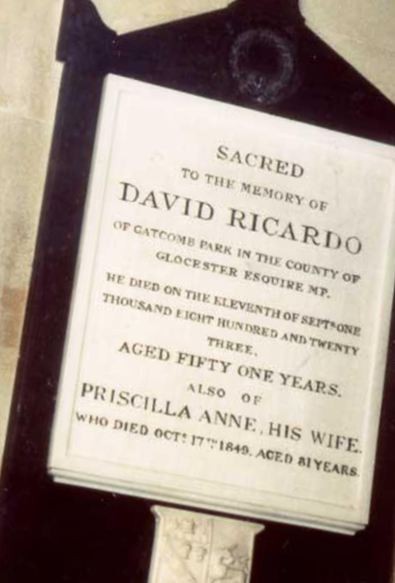 SACRED
TO THE MEMORY OF
DAVID RICARDO
OF GATCOMB PARK IN THE COUNTY OF
GLOCESTER ESQUIRE MP.
HE DIED ON THE ELEVENTH OF SEPTR ONE
THOUSAND EIGHT HUNDRED AND TWENTY
THREE,
AGED FIFTY ONE YEARS.
ALSO OF
PRISCILLA ANNE, HIS WIFE.
WHO DIED OCTR 17TH 1849. AGED 81 YEARS.